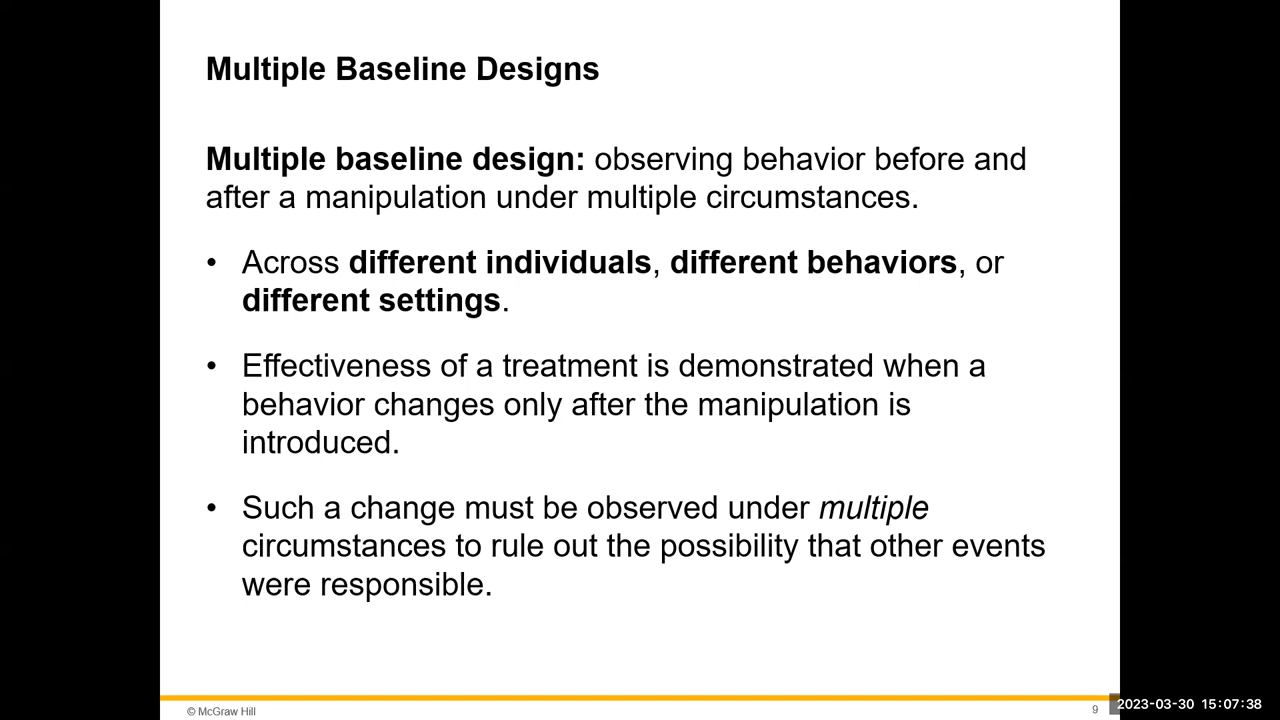 Multiple Baseline Designs
Multiple baseline design: observing behavior before and
after a manipulation under multiple circumstances.
• Across different individuals, different behaviors, or
different settings.
• Effectiveness of a treatment is demonstrated when a
behavior changes only after the manipulation is
introduced.
• Such a change must be observed under multiple
circumstances to rule out the possibility that other events
were responsible.
© McGraw Hill
9
2023-03-30 15:07:38